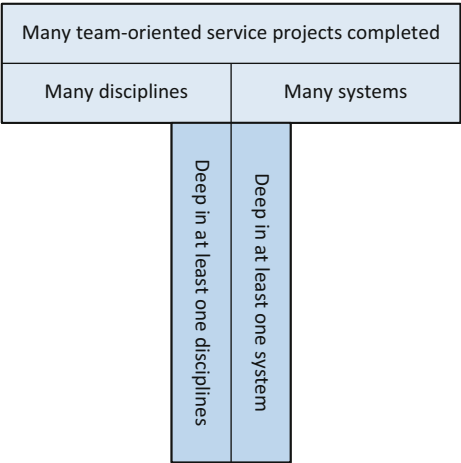 Many team-oriented service projects completed
Many disciplines
Many systems
Deep in at least one disciplines
Deep in at least one system